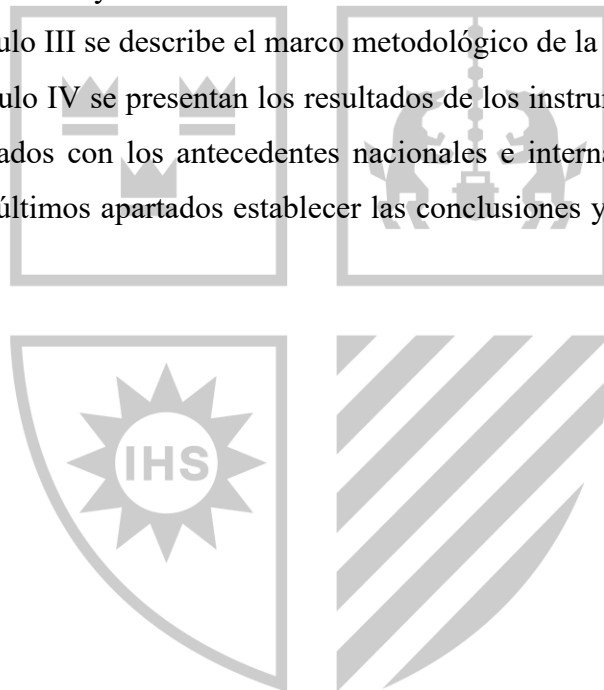 ulo III se describe el marco metodológico de la
ulo IV se presentan los resultados de los instru
ados con los antecedentes nacionales e interna
últimos apartados establecer las conclusiones y
IHS